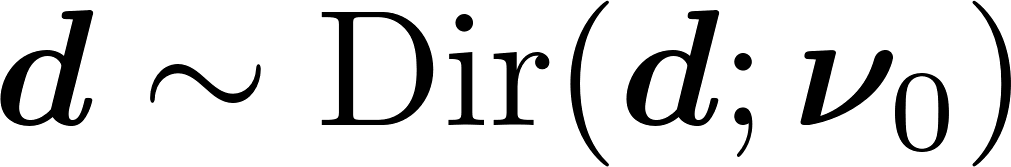 𝒅 ∼ Dir(𝒅; 𝝂₀)